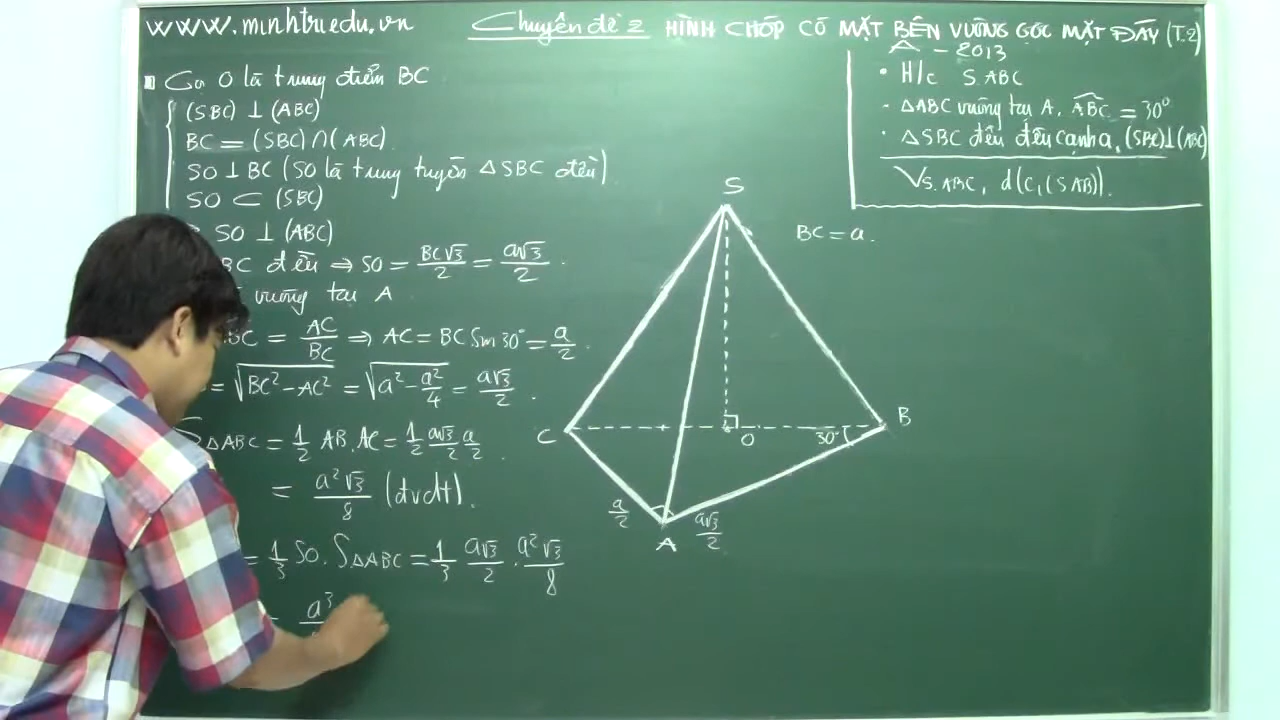 www.minhtruedu.vn
Chuyên đề 2 HÌNH CHÓP CÓ MẶT BÊN VUÔNG GÓC MẶT ĐÁY (T.2)
A - 2013
• H/c S ABC
• ΔABC vuông tại A, ABC = 30°
• ΔSBC đều cạnh a, (SBC)⊥(ABC)
V S.ABC, d(C,(SAB)).
Gọi O là trung điểm BC
(SBC) ⊥ (ABC)
BC = (SBC)∩(ABC).
SO ⊥ BC (SO là trung tuyến ΔSBC đều).
SO ⊂ (SBC)
SO ⊥ (ABC)
BC đều ⇒ SO = BC√3/2 = a√3/2 .
vuông tại A
BC = AC/BC ⇒ AC = BC Sin 30° = a/2 .
= √(BC² - AC²) = √(a² - a²/4) = a√3/2 .
SΔABC = 1/2 AB.AC = 1/2 a√3/2 a/2 .
= a²√3/8 (đvdt).
= 1/3 SO. SΔABC = 1/3 a√3/2 . a²√3/8
= a³
BC = a.
S
C
O
30°
B
a/2
A
a√3/2